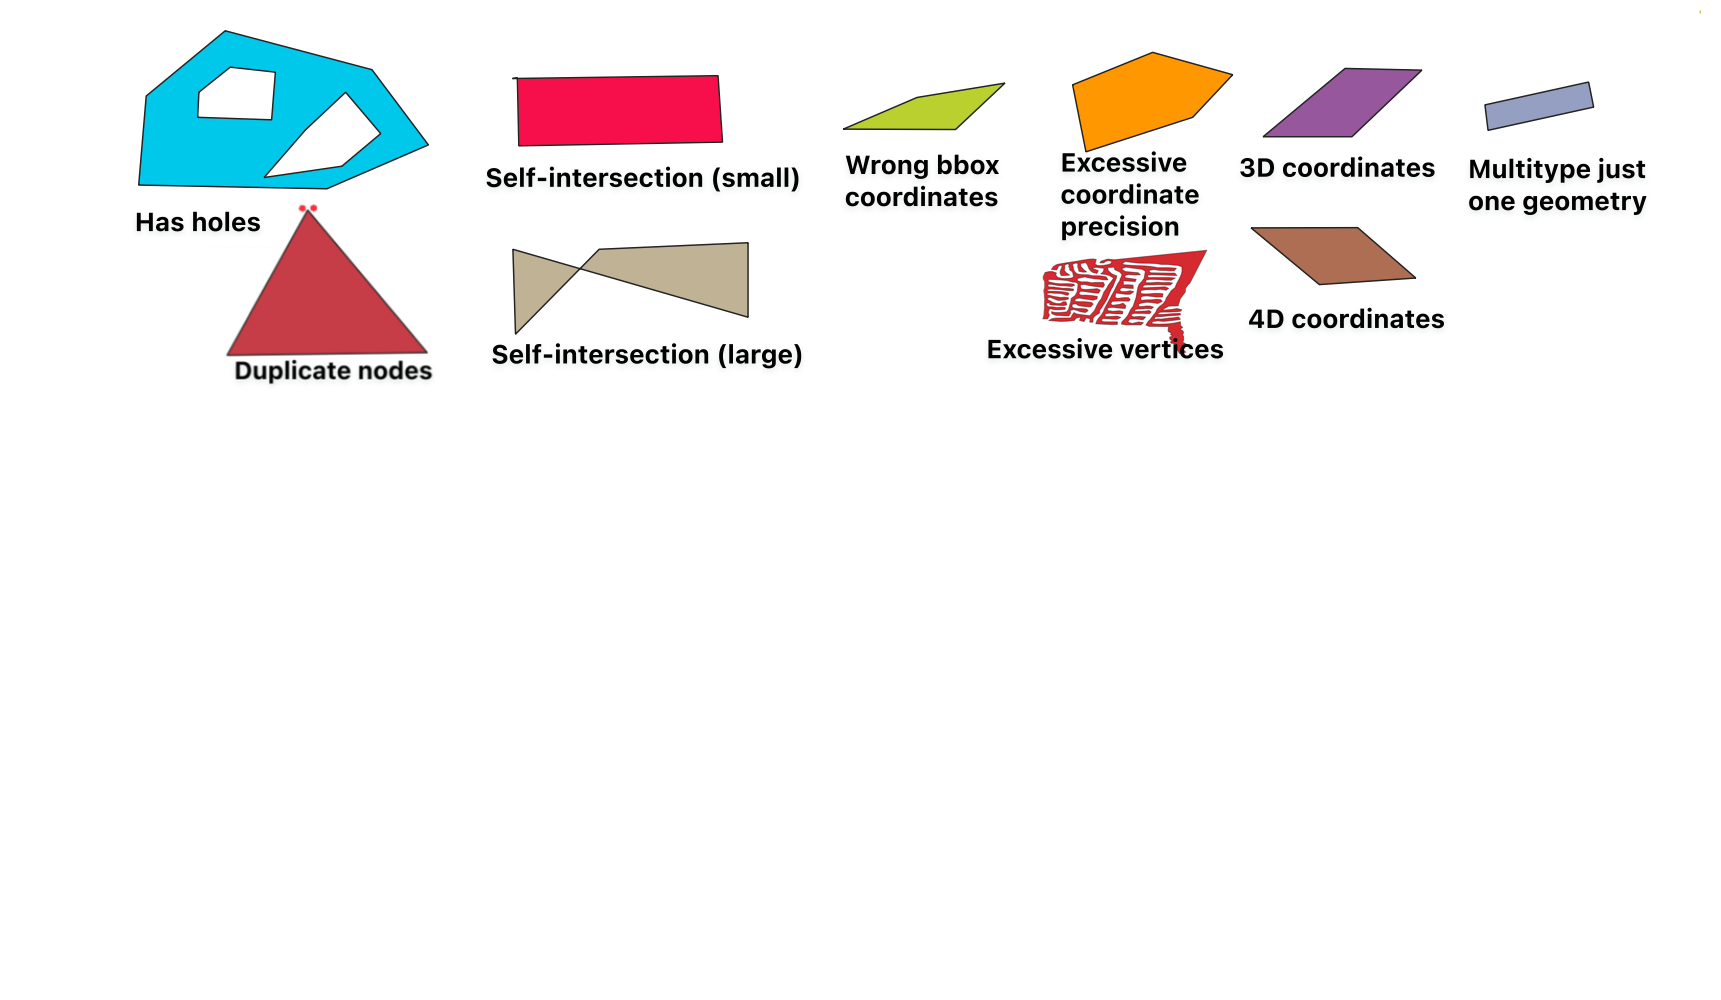 Has holes
Duplicate nodes
Self-intersection (small)
Self-intersection (large)
Wrong bbox
coordinates
Excessive
coordinate
precision
Excessive vertices
3D coordinates
4D coordinates
Multitype just
one geometry